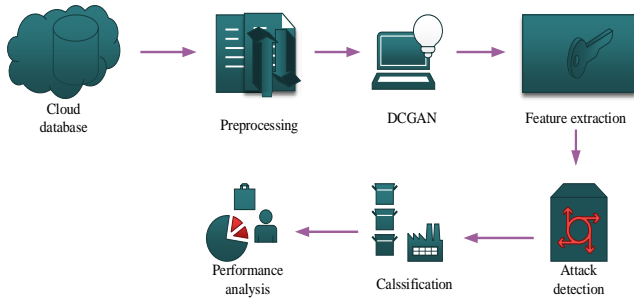 Cloud
database
Preprocessing
DCGAN
Feature extraction
Attack
detection
Calssification
Performance
analysis